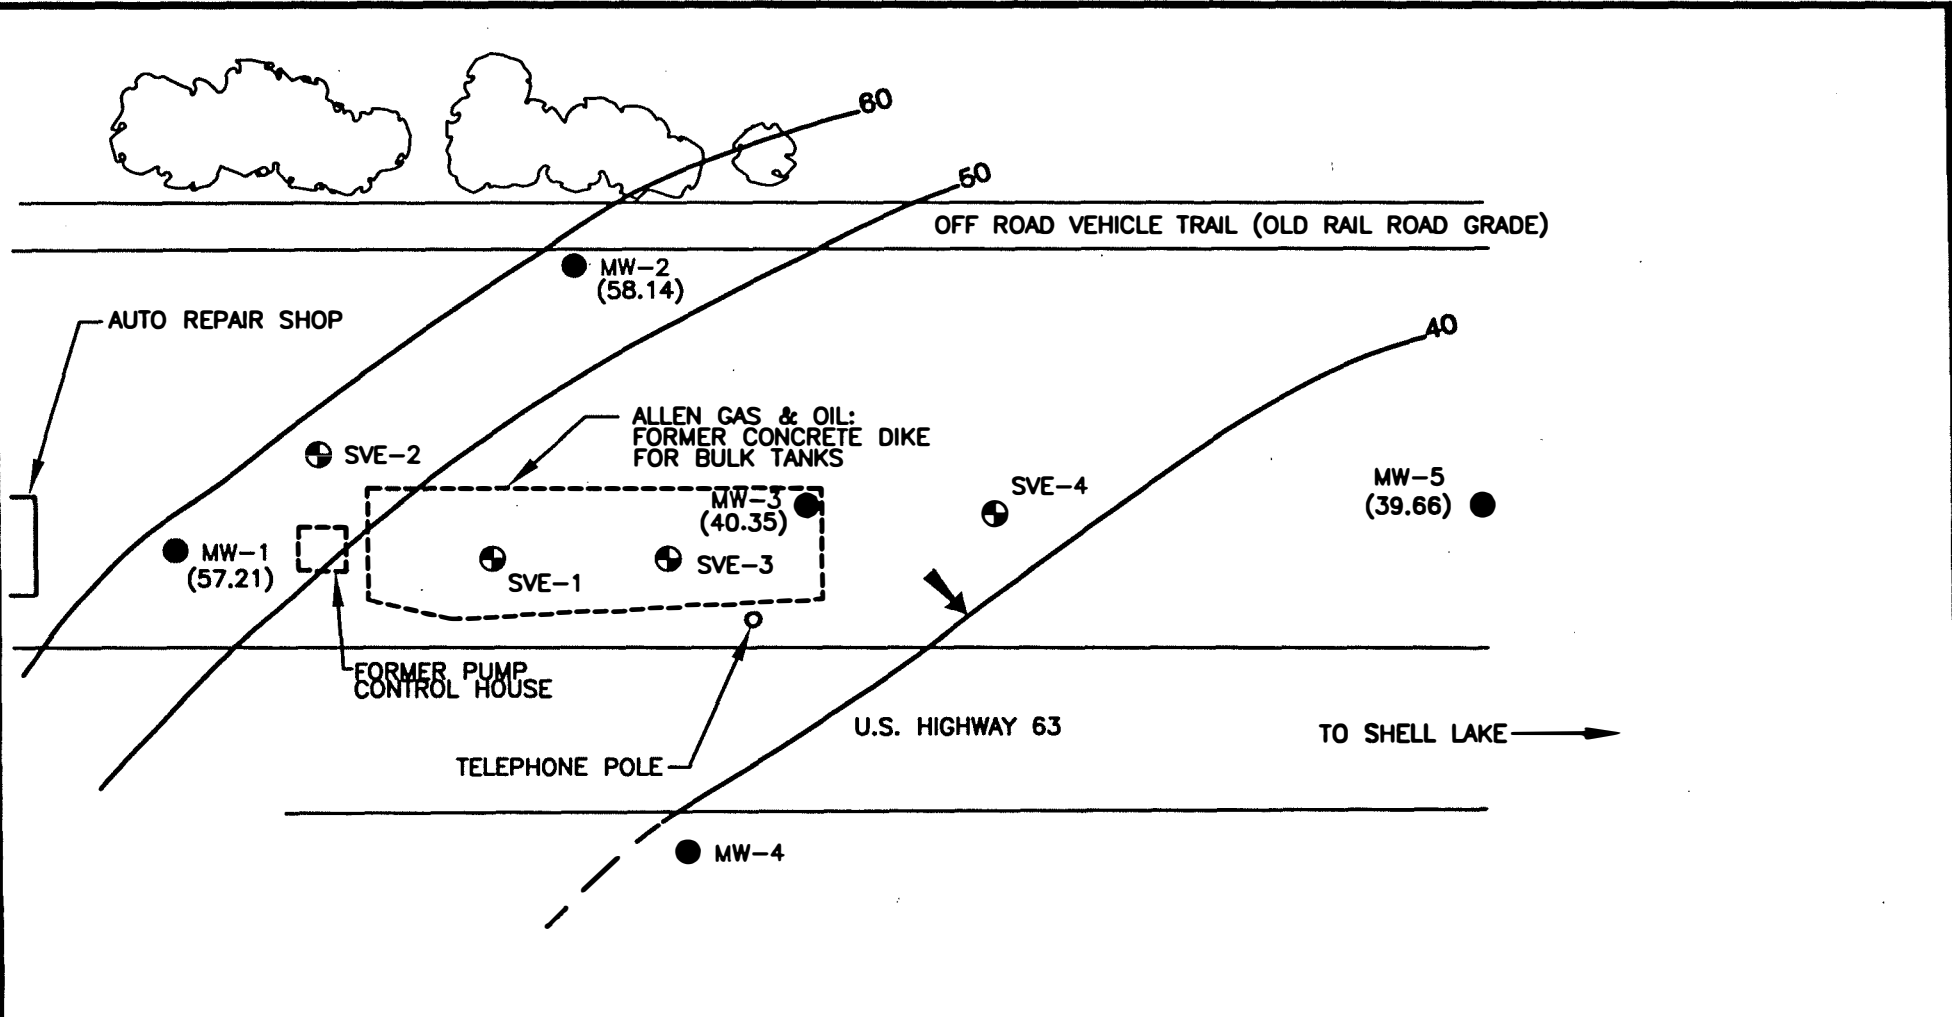 60
50
OFF ROAD VEHICLE TRAIL (OLD RAIL ROAD GRADE)
MW-2
(58.14)
AUTO REPAIR SHOP
40
ALLEN GAS & OIL:
FORMER CONCRETE DIKE
FOR BULK TANKS
SVE-2
MW-3
(40.35)
SVE-4
MW-5
(39.66)
MW-1
(57.21)
SVE-1
SVE-3
FORMER PUMP
CONTROL HOUSE
U.S. HIGHWAY 63
TO SHELL LAKE
TELEPHONE POLE
MW-4